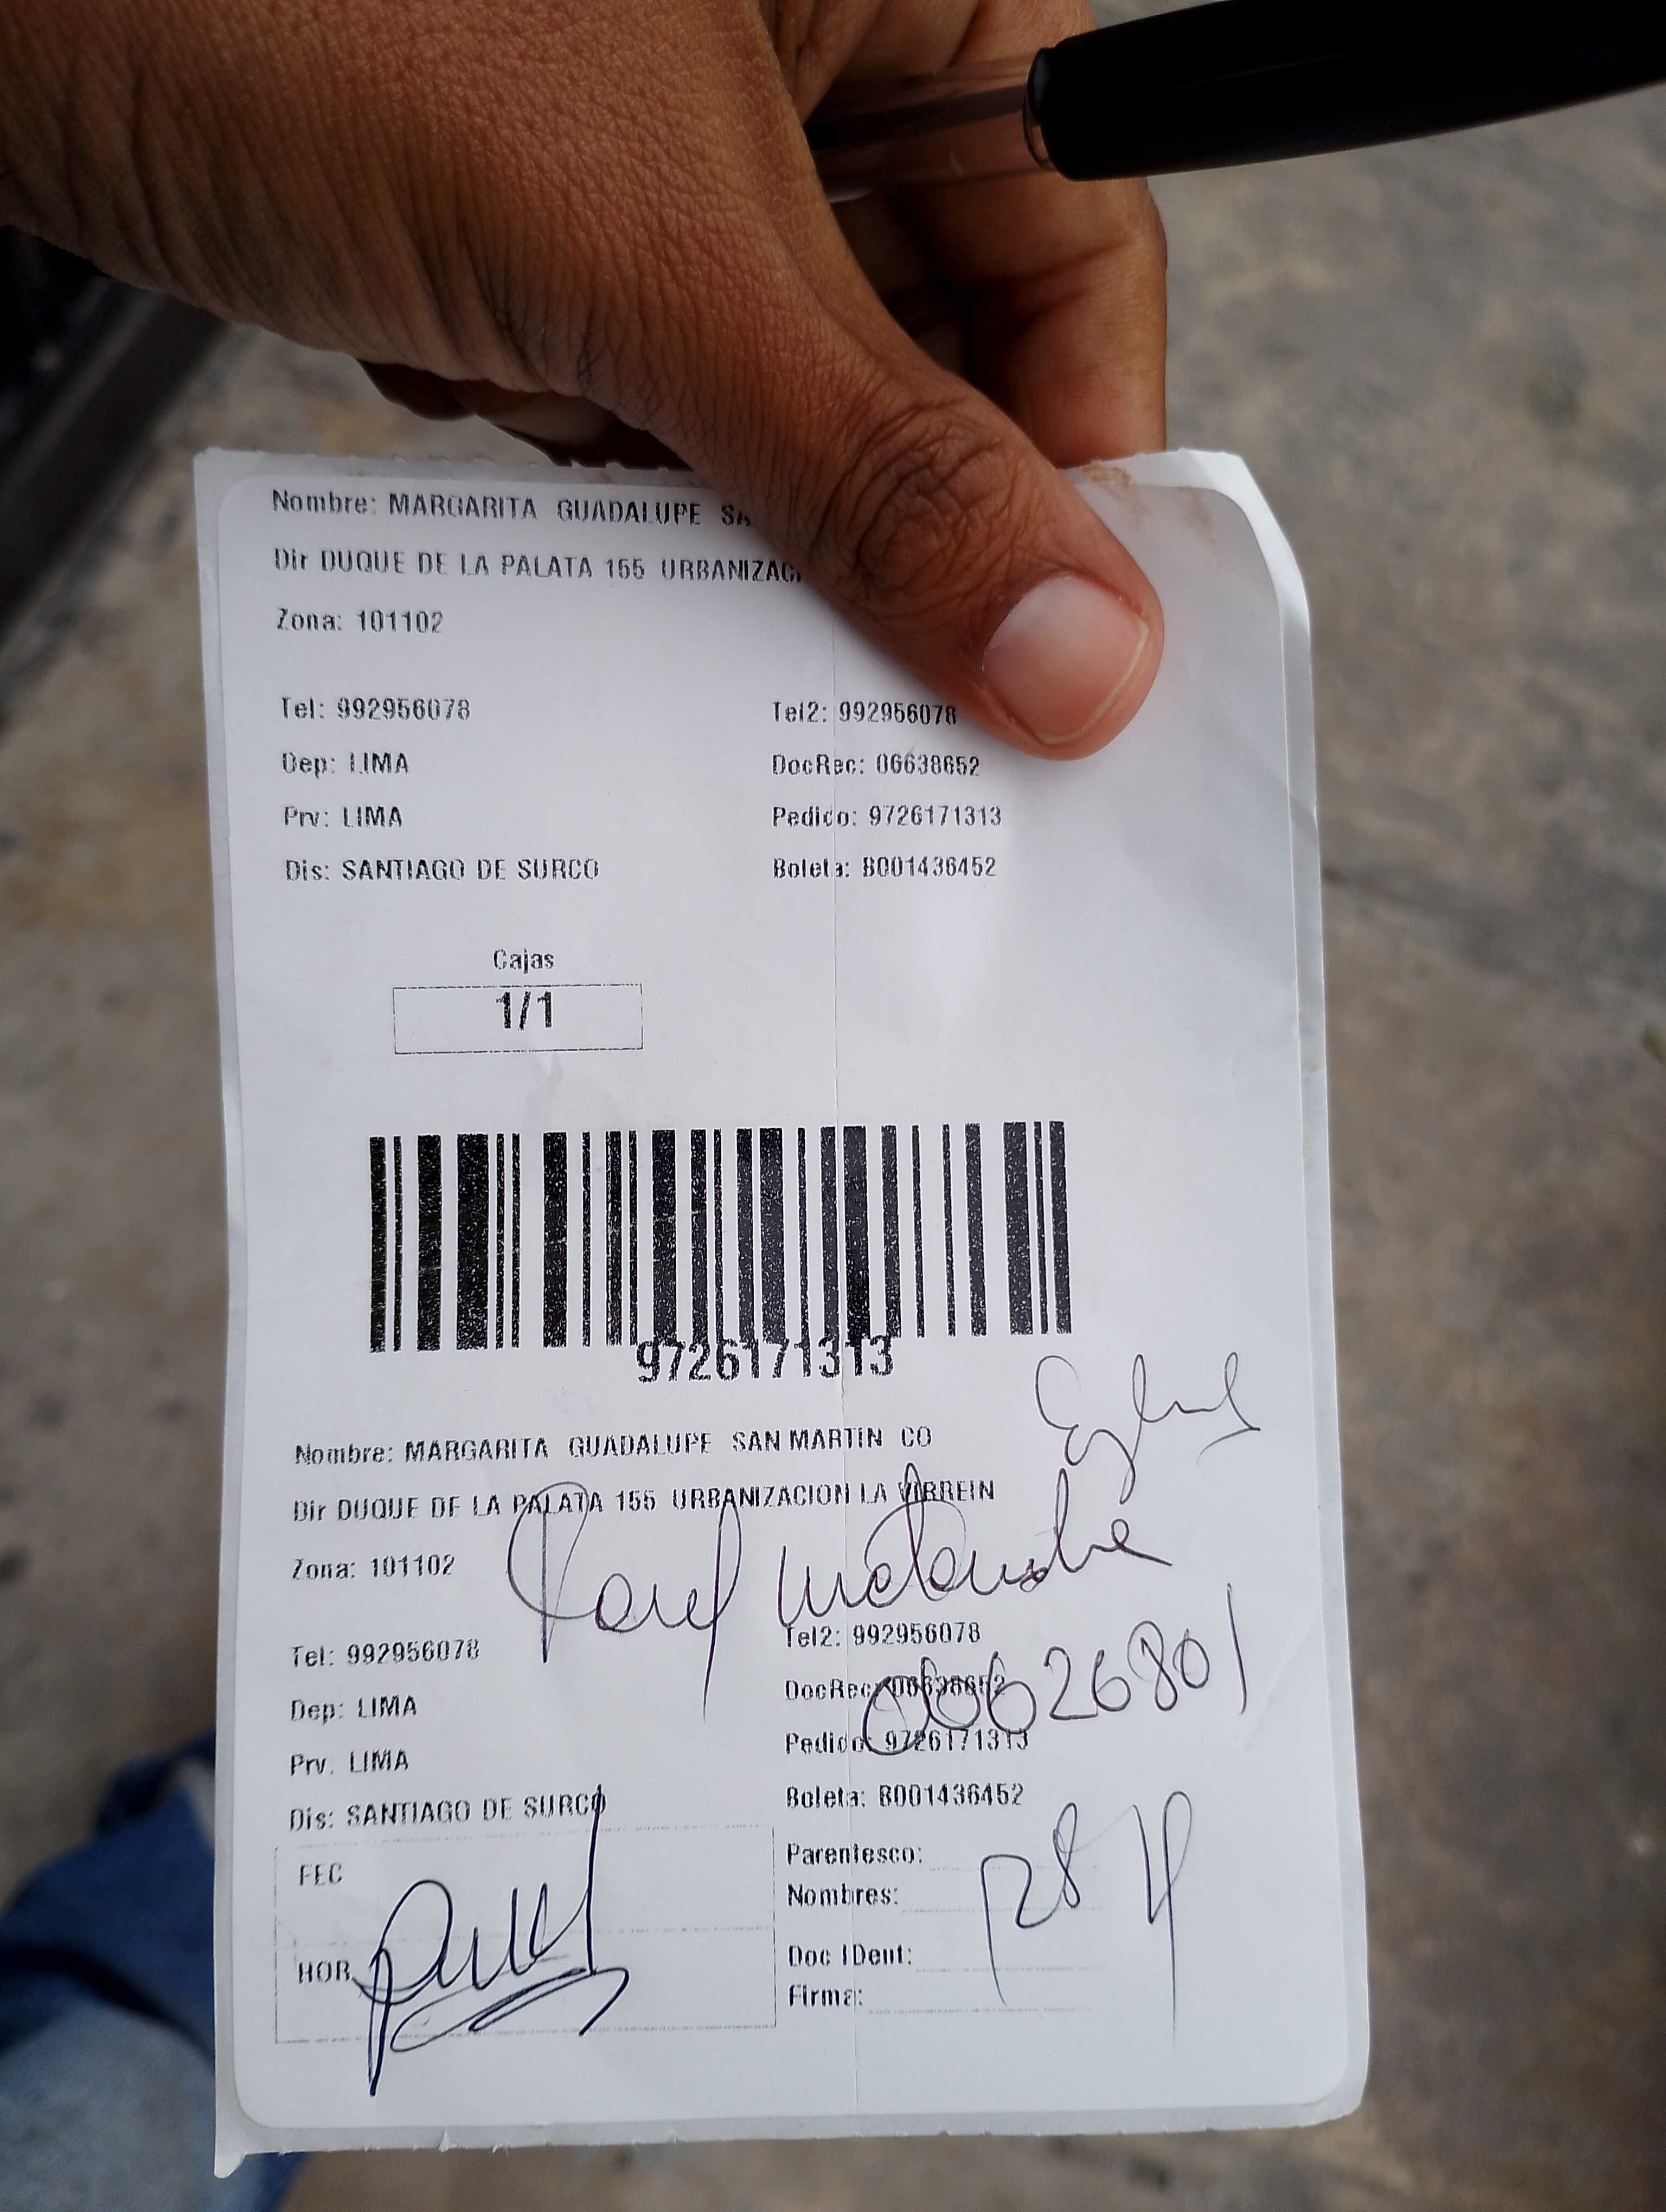 Nombre: MARGARITA GUADALUPE SA
Dir DUQUE DE LA PALATA 155 URBANIZACI
Zona: 101102
Tel: 992956078 Tel2: 992956078
Dep: LIMA DocRec: 06638652
Prv: LIMA Pedido: 9726171313
Dis: SANTIAGO DE SURCO Boleta: B001436452
Cajas
1/1
9726171313
Nombre: MARGARITA GUADALUPE SAN MARTIN CO
Dir DUQUE DE LA PALATA 155 URBANIZACION LA VIRREIN
Zona: 101102
Tel: 992956078 Tel2: 992956078
Dep: LIMA DocRec: 06638652
Prv. LIMA Pedido: 9726171313
Dis: SANTIAGO DE SURCO Boleta: B001436452
FEC Parentesco:
Nombres:
HOR Doc IDent:
Firma: